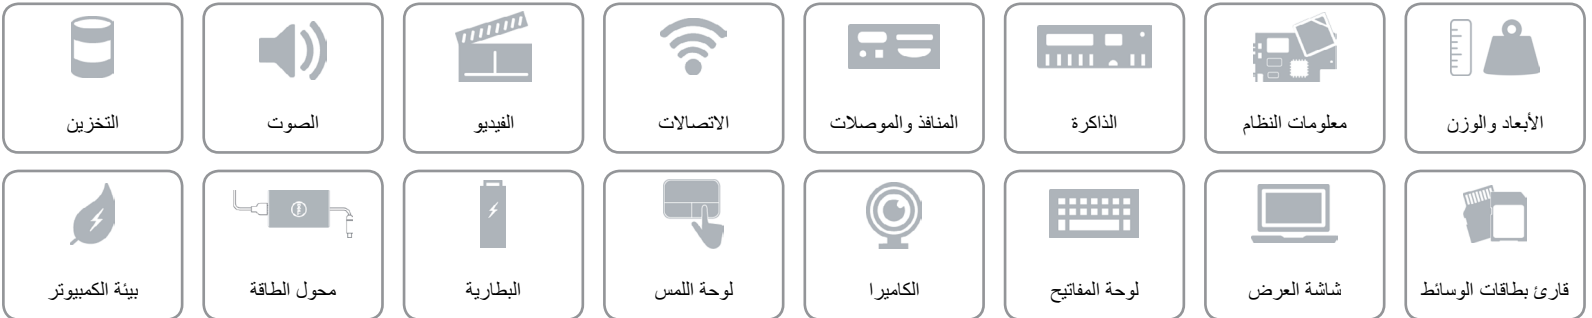 الأبعاد والوزن
معلومات النظام
الذاكرة
المنافذ والموصلات
الاتصالات
الفيديو
الصوت
التخزين
قارئ بطاقات الوسائط
شاشة العرض
لوحة المفاتيح
الكاميرا
لوحة اللمس
البطارية
محول الطاقة
بيئة الكمبيوتر